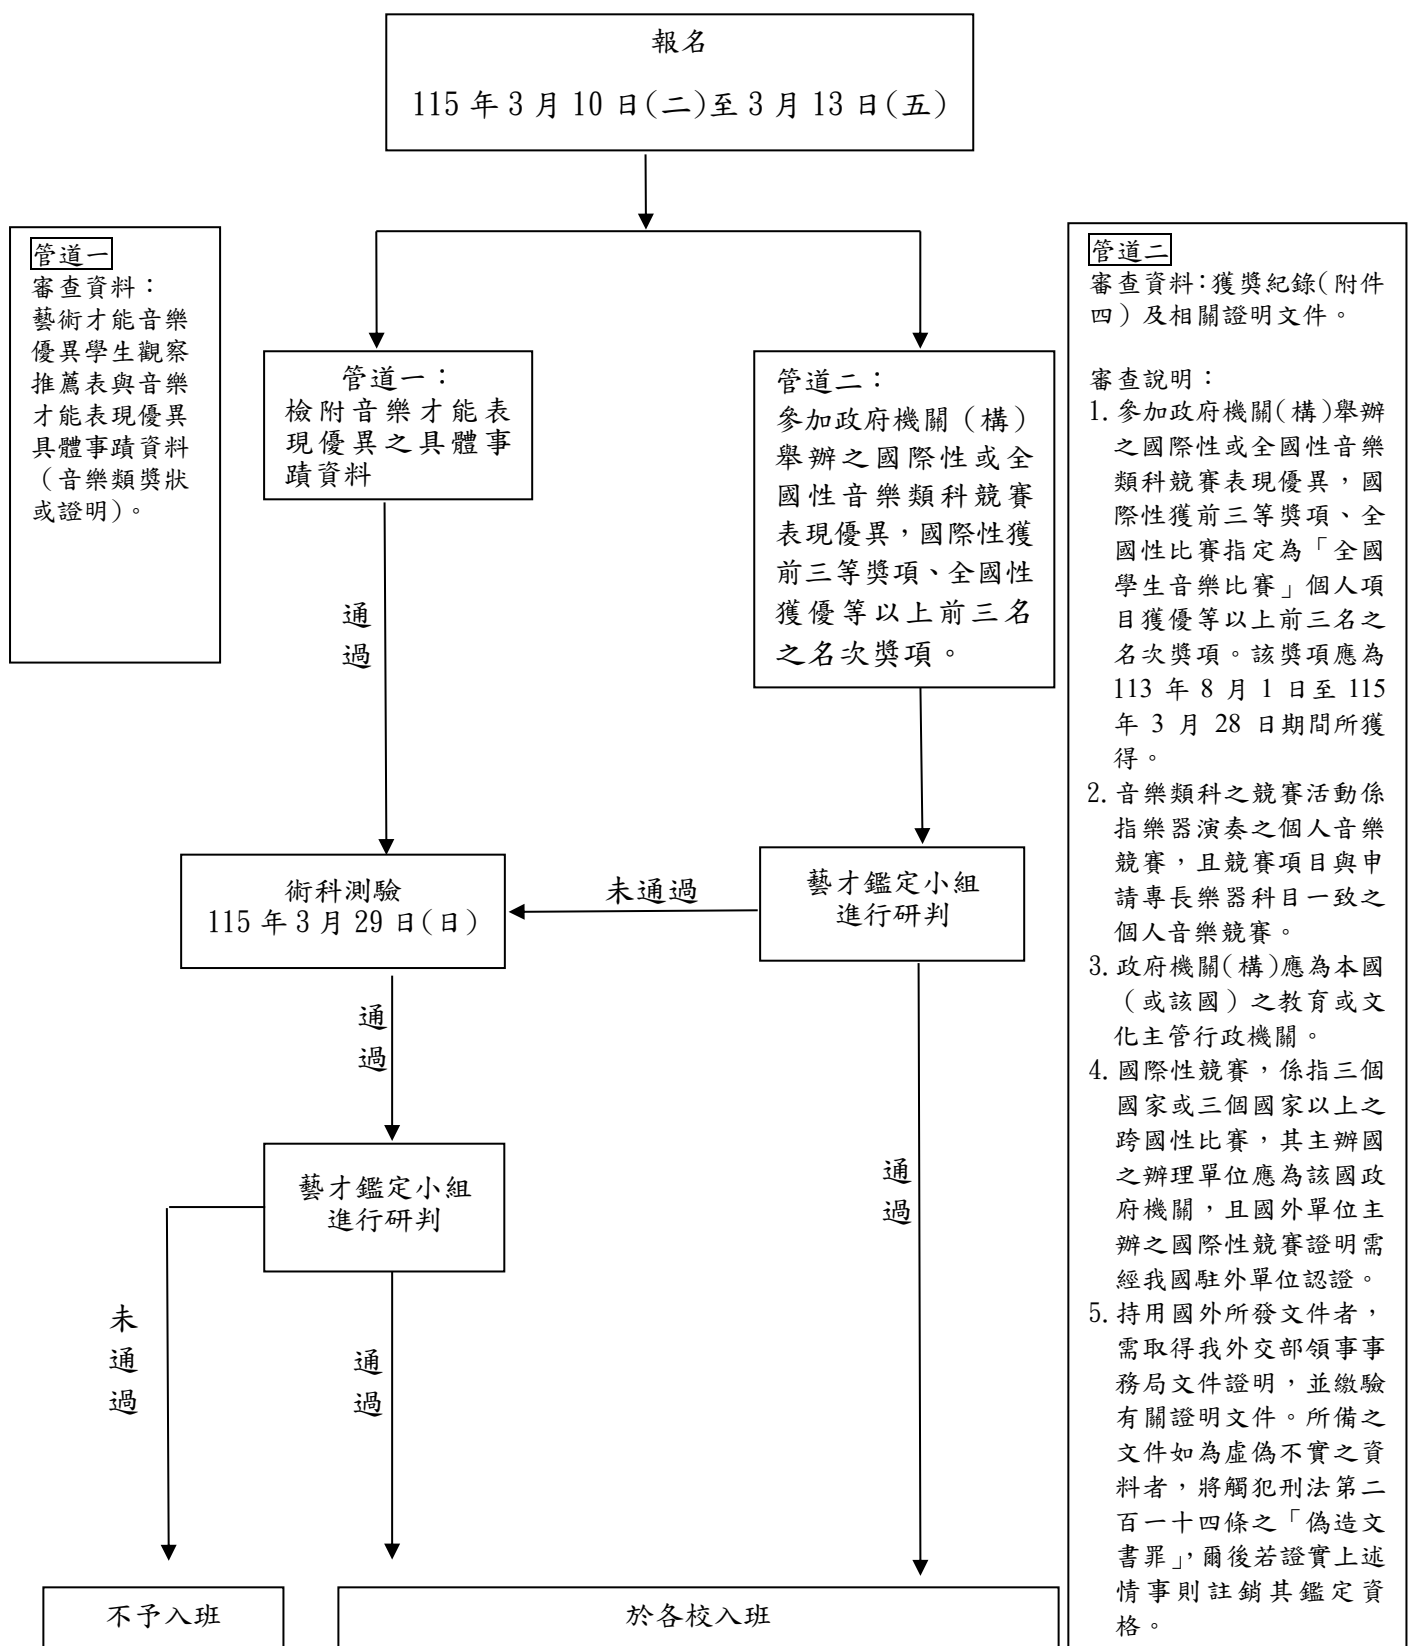 報名
115 年 3 月 10 日(二)至 3 月 13 日(五)
管道一
審查資料：
藝術才能音樂
優異學生觀察
推薦表與音樂
才能表現優異
具體事蹟資料
（音樂類獎狀
或證明）。
管道一：
檢附音樂才能表
現優異之具體事
蹟資料
管道二：
參加政府機關（構）
舉辦之國際性或全
國性音樂類科競賽
表現優異，國際性獲
前三等獎項、全國性
獲優等以上前三名
之名次獎項。
管道二
審查資料:獲獎紀錄(附件
四）及相關證明文件。
審查說明：
1. 參加政府機關(構)舉辦
之國際性或全國性音樂
類科競賽表現優異，國
際性獲前三等獎項、全
國性比賽指定為「全國
學生音樂比賽」個人項
目獲優等以上前三名之
名次獎項。該獎項應為
113 年 8 月 1 日至 115
年 3 月 28 日期間所獲
得。
2. 音樂類科之競賽活動係
指樂器演奏之個人音樂
競賽，且競賽項目與申
請專長樂器科目一致之
個人音樂競賽。
3. 政府機關(構)應為本國
（或該國）之教育或文
化主管行政機關。
4. 國際性競賽，係指三個
國家或三個國家以上之
跨國性比賽，其主辦國
之辦理單位應為該國政
府機關，且國外單位主
辦之國際性競賽證明需
經我國駐外單位認證。
5. 持用國外所發文件者，
需取得我外交部領事事
務局文件證明，並繳驗
有關證明文件。所備之
文件如為虛偽不實之資
料者，將觸犯刑法第二
百一十四條之「偽造文
書罪」，爾後若證實上述
情事則註銷其鑑定資
格。
通
過
術科測驗
115 年 3 月 29 日(日)
未通過
藝才鑑定小組
進行研判
通
過
藝才鑑定小組
進行研判
通
過
未
通
過
通
過
不予入班
於各校入班